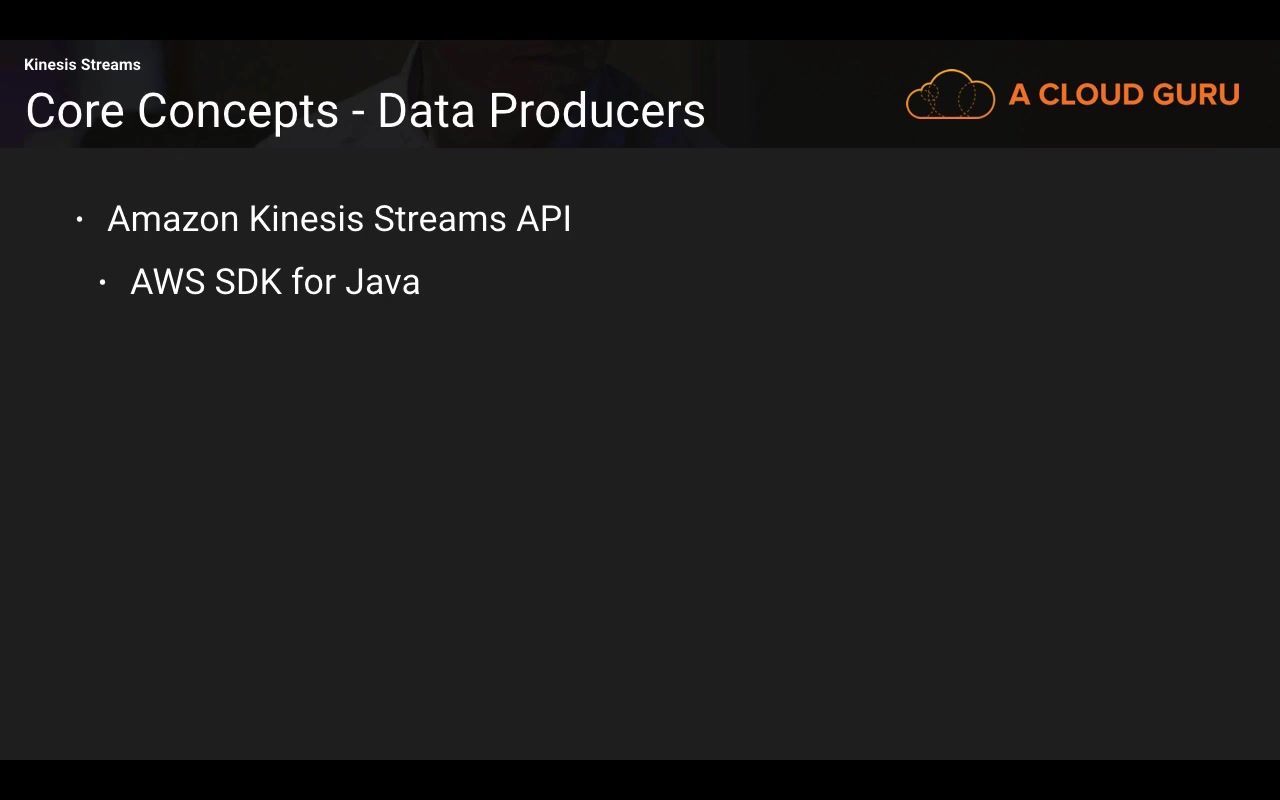 Kinesis Streams
Core Concepts - Data Producers
A CLOUD GURU
• Amazon Kinesis Streams API
• AWS SDK for Java